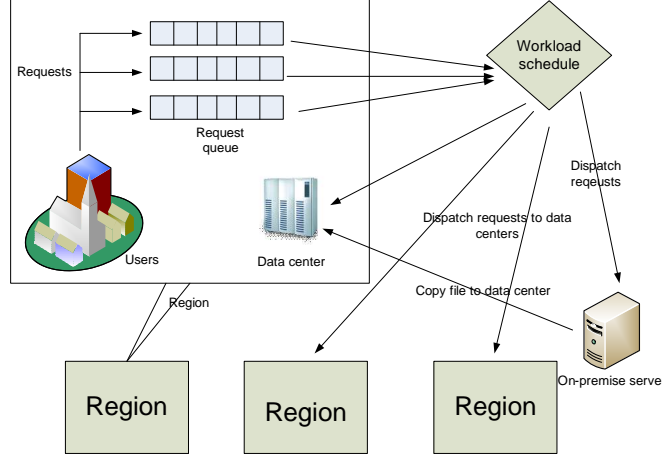 Requests
Workload
schedule
Request
queue
Dispatch
reqeusts
Dispatch requests to data
centers
Users
Data center
Copy file to data center
Region
On-premise serve
Region
Region
Region